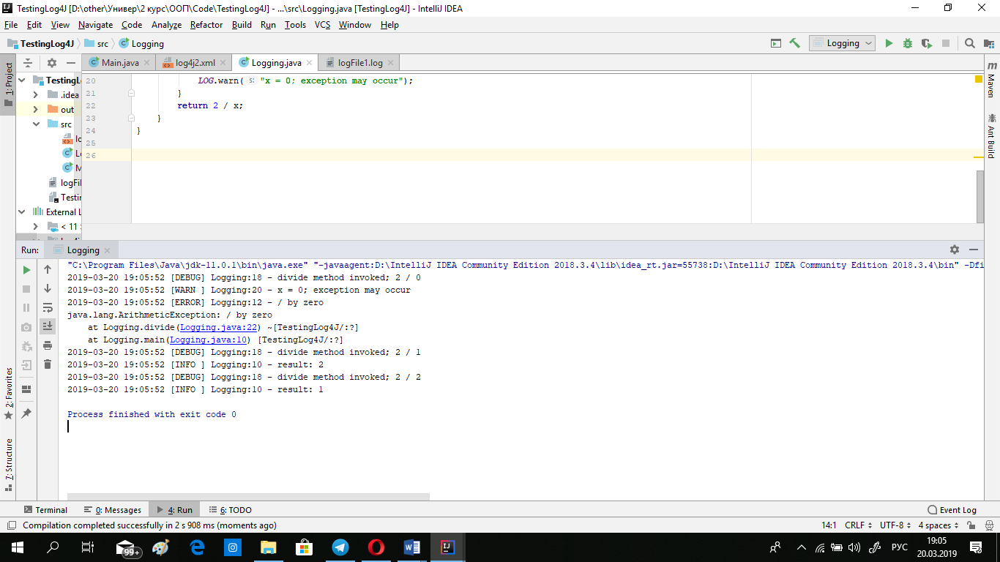 TestingLog4J [D:\other\Универ\2 курс\ООП\Code\TestingLog4J] - ...\src\Logging.java [TestingLog4J] - IntelliJ IDEA
File Edit View Navigate Code Analyze Refactor Build Run Tools VCS Window Help
TestingLog4J src Logging Logging
1: Project
Main.java log4j2.xml Logging.java logFile1.log
Maven
Ant Build
TestingL
.idea
out
src
lo
Lo
M
logFil
Testin
External L
< 11
20 LOG.warn( s: "x = 0; exception may occur");
21 }
22 return 2 / x;
23 }
24 }
25
26
Run: Logging
"C:\Program Files\Java\jdk-11.0.1\bin\java.exe" "-javaagent:D:\IntelliJ IDEA Community Edition 2018.3.4\lib\idea_rt.jar=55738:D:\IntelliJ IDEA Community Edition 2018.3.4\bin" -Dfi
2019-03-20 19:05:52 [DEBUG] Logging:18 - divide method invoked; 2 / 0
2019-03-20 19:05:52 [WARN ] Logging:20 - x = 0; exception may occur
2019-03-20 19:05:52 [ERROR] Logging:12 - / by zero
java.lang.ArithmeticException: / by zero
at Logging.divide(Logging.java:22) ~[TestingLog4J/:?]
at Logging.main(Logging.java:10) [TestingLog4J/:?]
2019-03-20 19:05:52 [DEBUG] Logging:18 - divide method invoked; 2 / 1
2019-03-20 19:05:52 [INFO ] Logging:10 - result: 2
2019-03-20 19:05:52 [DEBUG] Logging:18 - divide method invoked; 2 / 2
2019-03-20 19:05:52 [INFO ] Logging:10 - result: 1
Process finished with exit code 0
2: Favorites
7: Structure
Terminal 0: Messages 4: Run 6: TODO Event Log
Compilation completed successfully in 2 s 908 ms (moments ago) 14:1 CRLF UTF-8 4 spaces
99+ РУС 19:05
20.03.2019